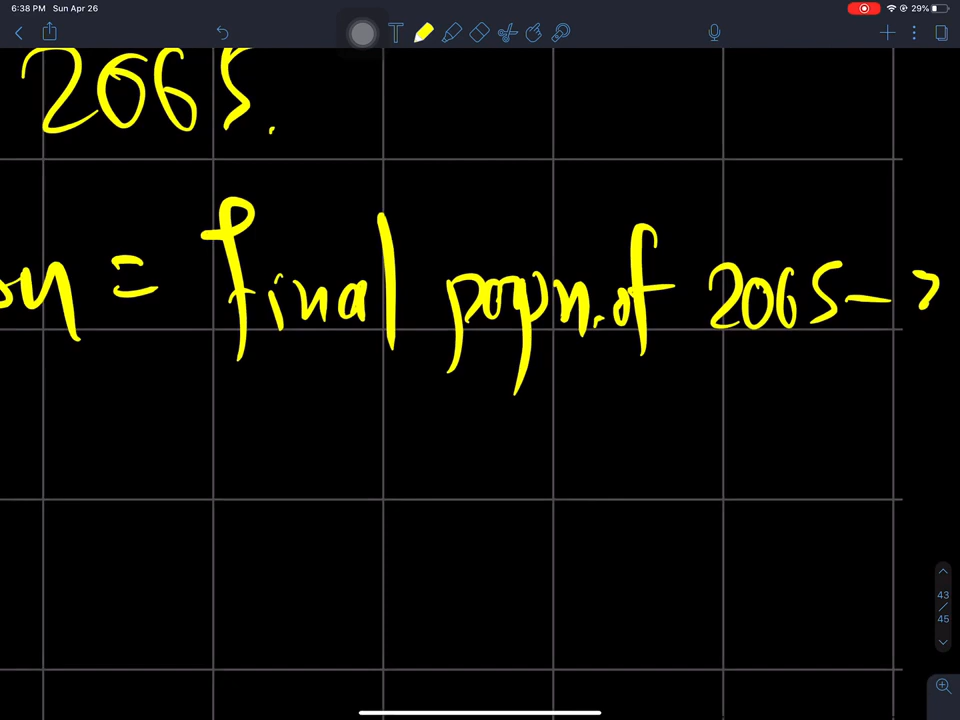 6:38 PM Sun Apr 26
29%
T
2065.
= final popn. of 2065 –
43
/
45